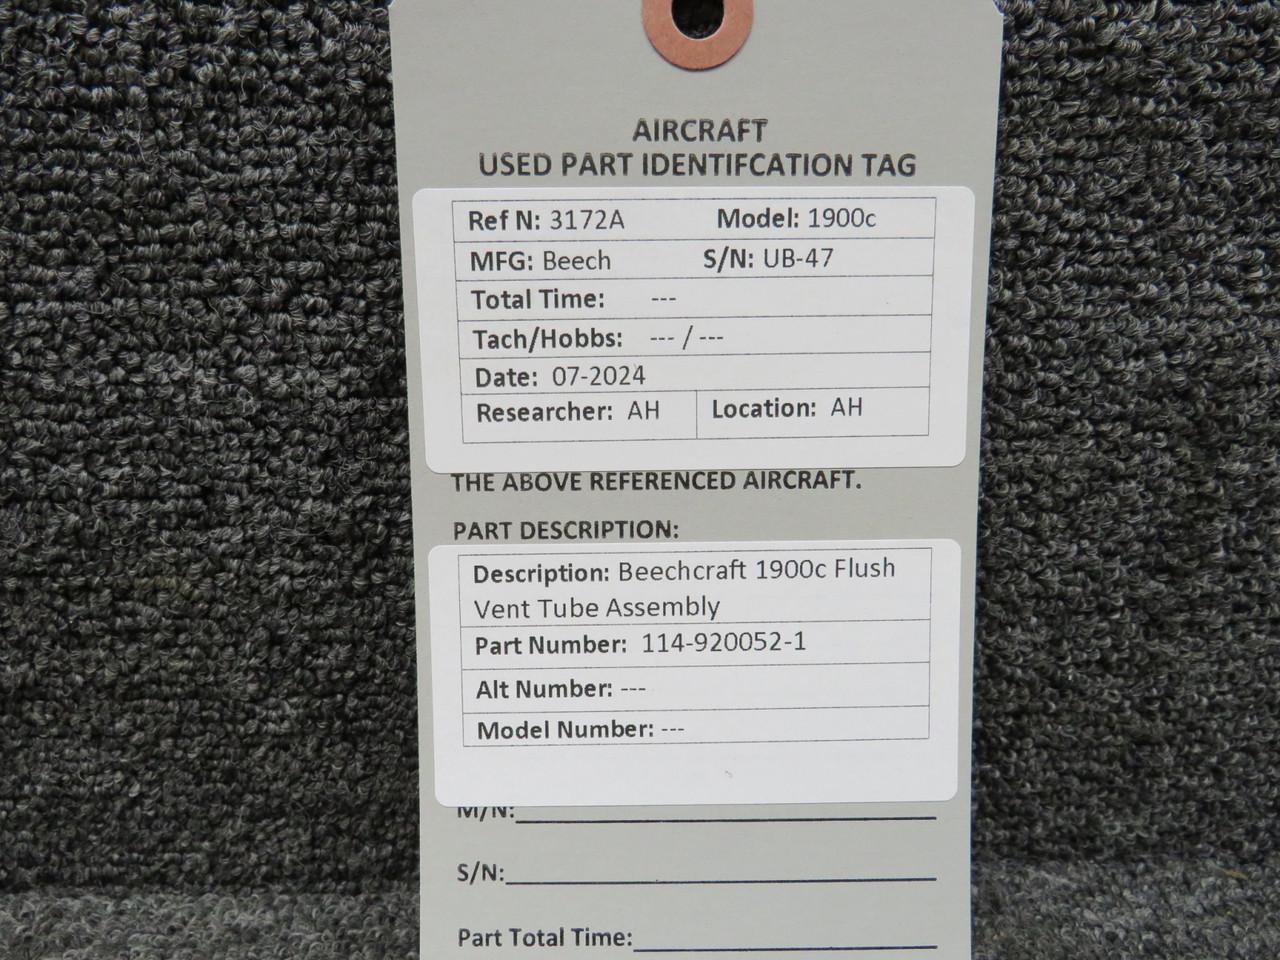 AIRCRAFT
USED PART IDENTIFCATION TAG
Ref N: 3172A Model: 1900c
MFG: Beech S/N: UB-47
Total Time: ---
Tach/Hobbs: --- / ---
Date: 07-2024
Researcher: AH Location: AH
THE ABOVE REFERENCED AIRCRAFT.
PART DESCRIPTION:
Description: Beechcraft 1900c Flush
Vent Tube Assembly
Part Number: 114-920052-1
Alt Number: ---
Model Number: ---
M/N:
S/N:
Part Total Time: